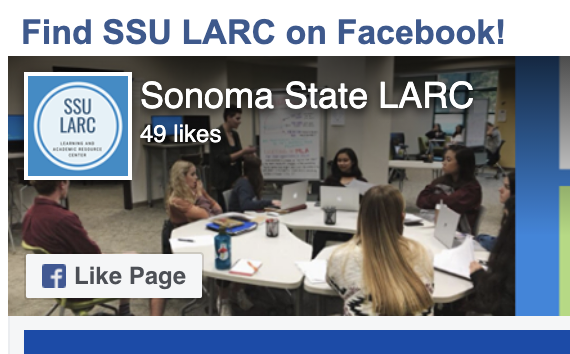 Find SSU LARC on Facebook!
Sonoma State LARC
49 likes
SSU
LARC
LEARNING AND
ACADEMIC RESOURCE
CENTER
Like Page